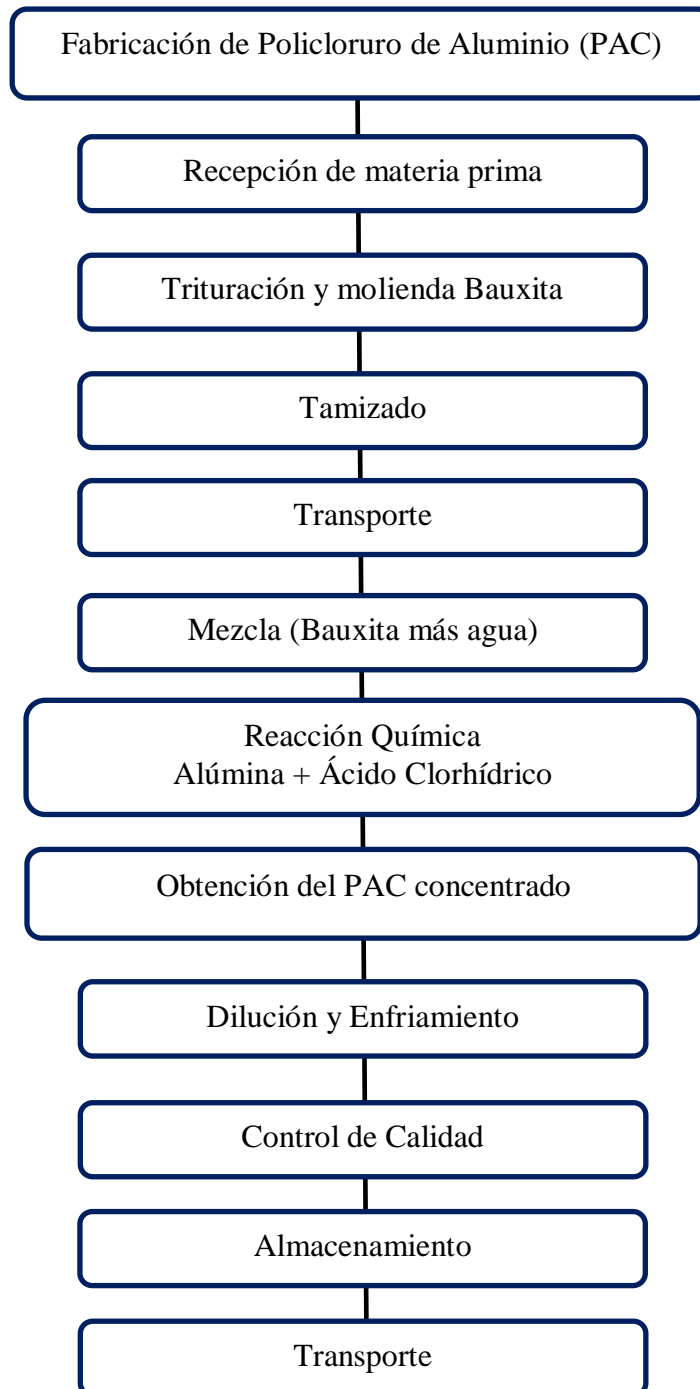 Fabricación de Policloruro de Aluminio (PAC)
Recepción de materia prima
Trituración y molienda Bauxita
Tamizado
Transporte
Mezcla (Bauxita más agua)
Reacción Química
Alúmina + Ácido Clorhídrico
Obtención del PAC concentrado
Dilución y Enfriamiento
Control de Calidad
Almacenamiento
Transporte